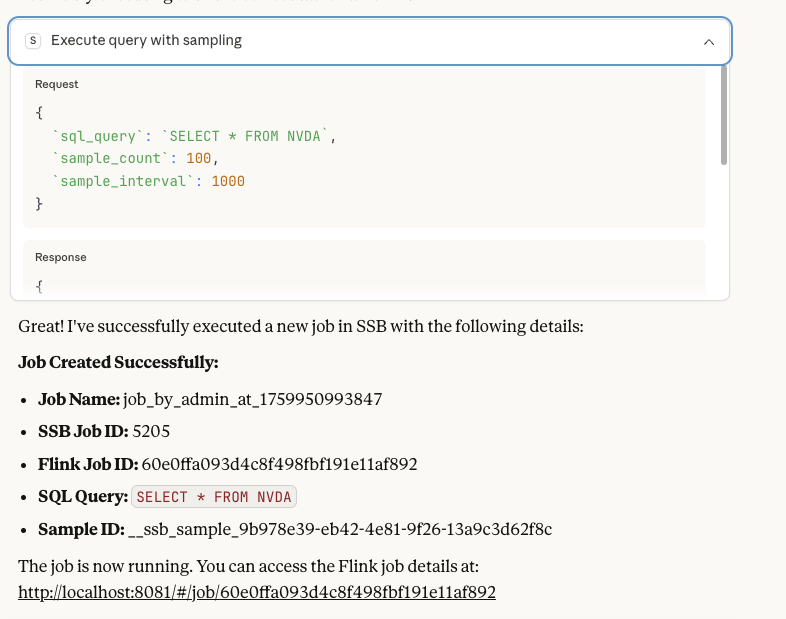 S Execute query with sampling
Request
{
`sql_query`: `SELECT * FROM NVDA`,
`sample_count`: 100,
`sample_interval`: 1000
}
Response
{
Great! I've successfully executed a new job in SSB with the following details:
Job Created Successfully:
• Job Name: job_by_admin_at_1759950993847
• SSB Job ID: 5205
• Flink Job ID: 60e0ffa093d4c8f498fbf191e11af892
• SQL Query: SELECT * FROM NVDA
• Sample ID: __ssb_sample_9b978e39-eb42-4e81-9f26-13a9c3d62f8c
The job is now running. You can access the Flink job details at:
http://localhost:8081/#/job/60e0ffa093d4c8f498fbf191e11af892